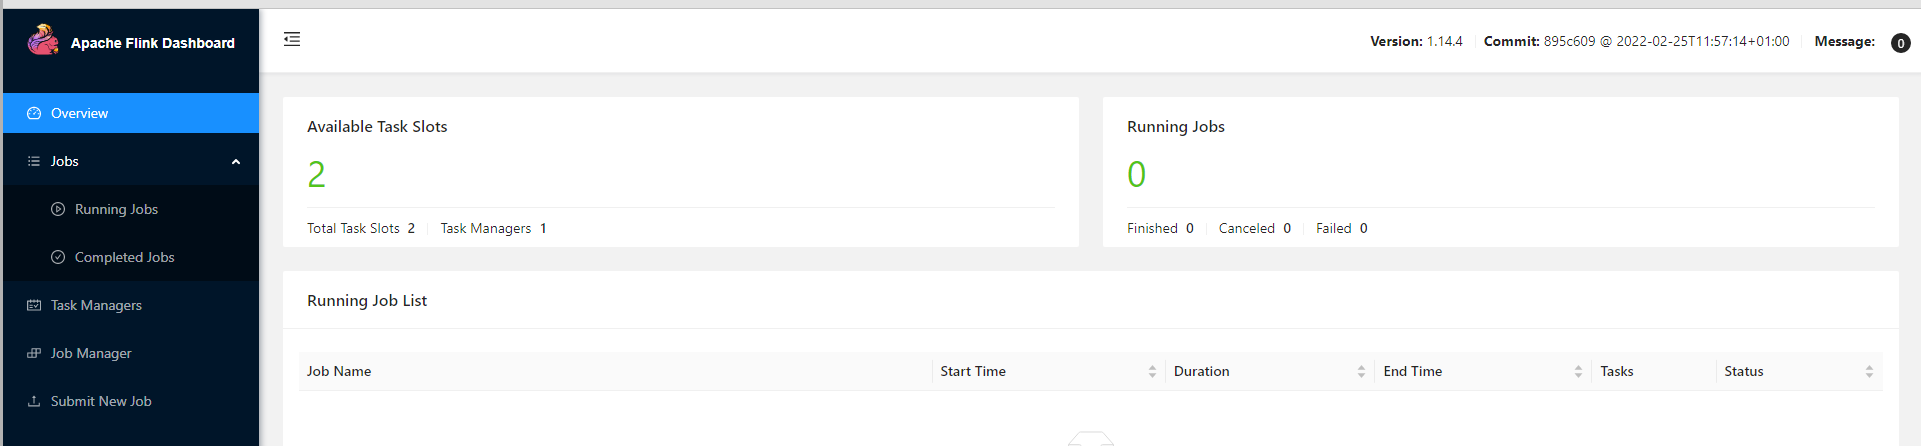 Apache Flink Dashboard
Version: 1.14.4 Commit: 895c609 @ 2022-02-25T11:57:14+01:00 Message: 0
Overview
Jobs
Running Jobs
Completed Jobs
Task Managers
Job Manager
Submit New Job
Available Task Slots
2
Total Task Slots 2 Task Managers 1
Running Jobs
0
Finished 0 Canceled 0 Failed 0
Running Job List
Job Name Start Time Duration End Time Tasks Status